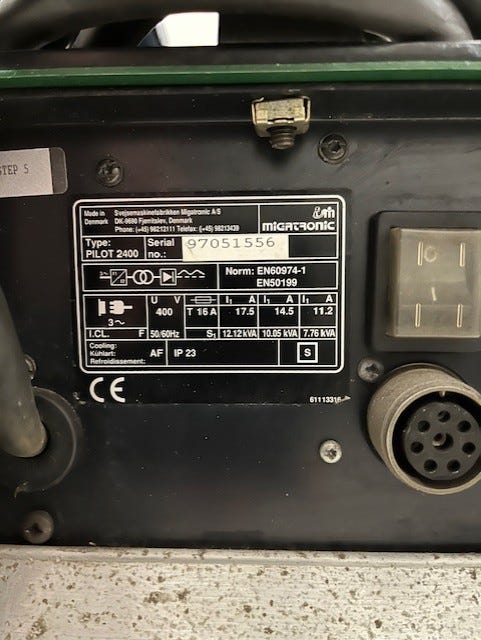 STEP 5
Made in Denmark
Svejsemaskinefabrikken Migatronic A/S
DK-9690 Fjerritslev, Denmark
Phone: (+45) 98212111 Telefax: (+45) 98213439
MIGATRONIC
Type: PILOT 2400
Serial no.: 97051556
Norm: EN60974-1
EN50199
3~
U V 400
T 16 A
I₁ A 17.5
I₁ A 14.5
I₁ A 11.2
I.CL. F
50/60Hz
S₁
12.12 kVA
10.05 kVA
7.76 kVA
Cooling:
Kühlart:
Refroidissement:
AF
IP 23
S
CE
61113316